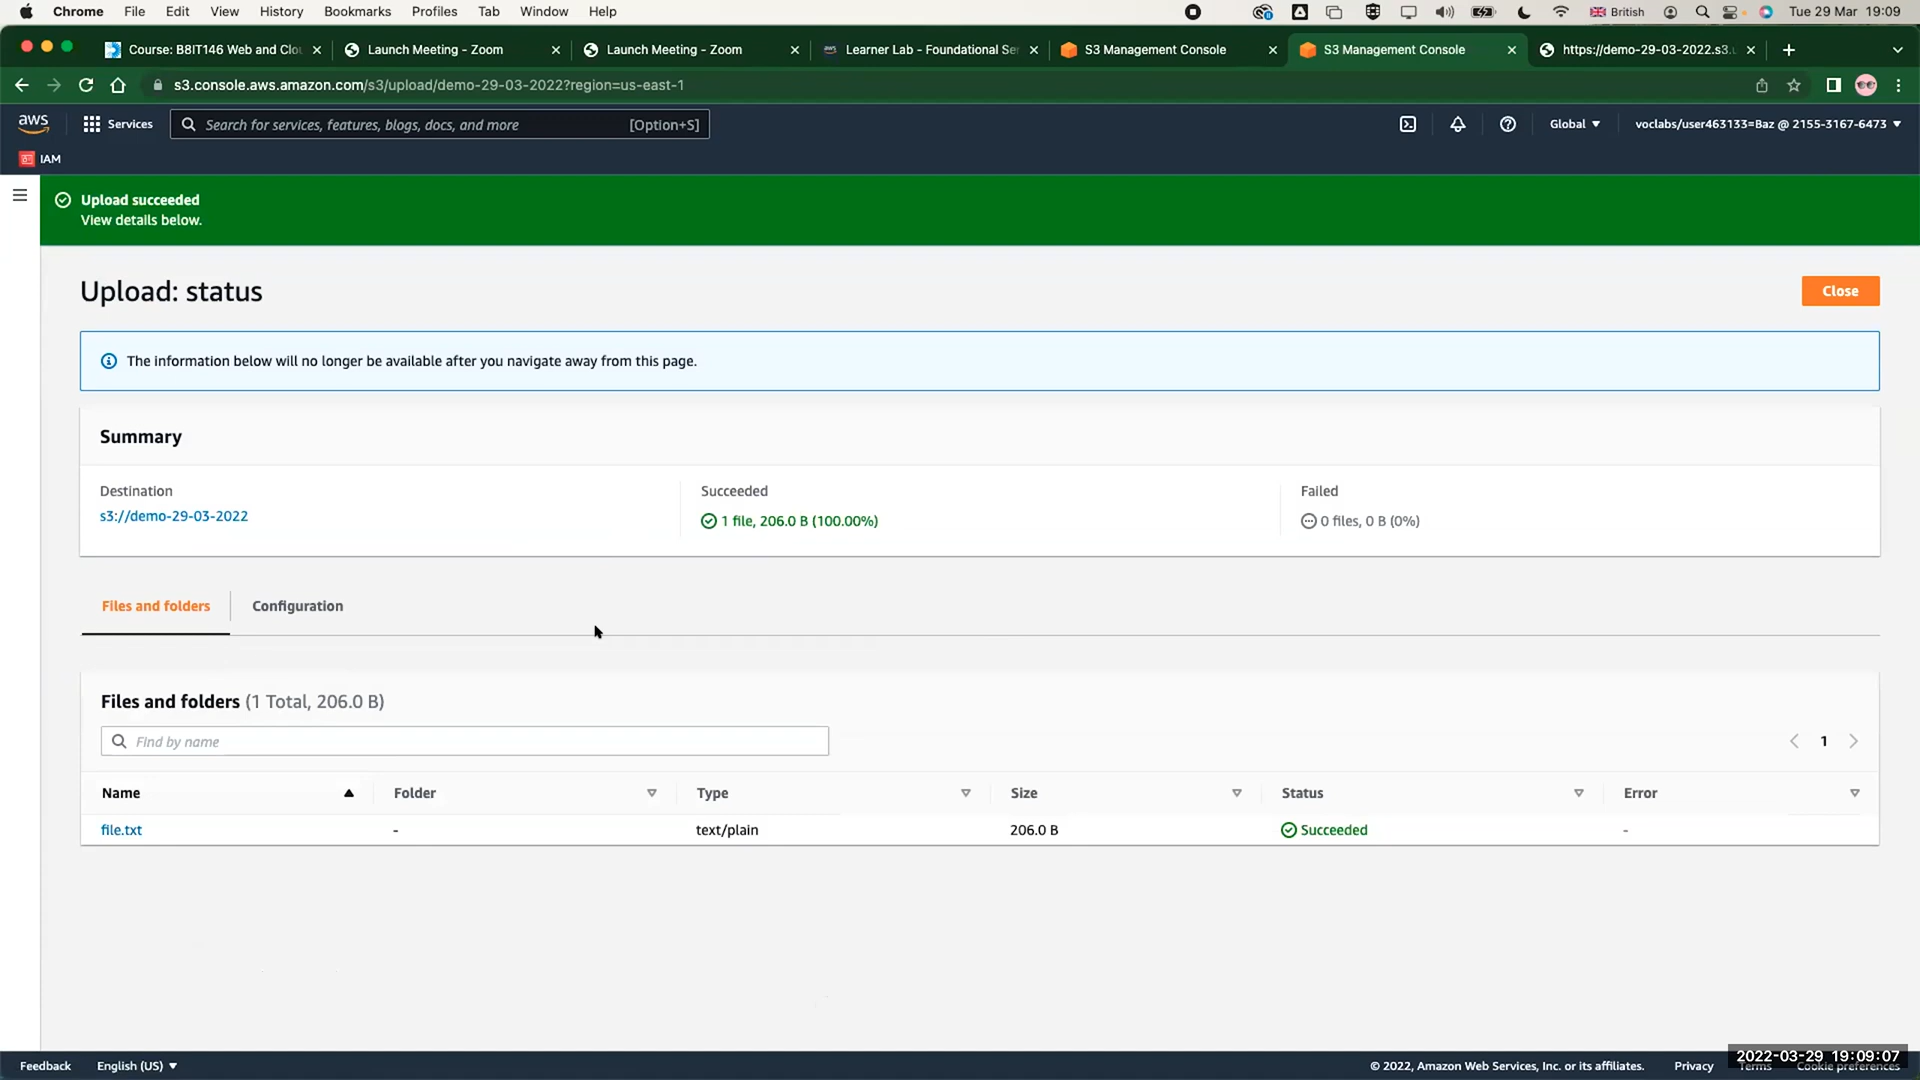 Chrome File Edit View History Bookmarks Profiles Tab Window Help British Tue 29 Mar 19:09
Course: B8IT146 Web and Clou Launch Meeting - Zoom Launch Meeting - Zoom Learner Lab - Foundational Ser S3 Management Console S3 Management Console https://demo-29-03-2022.s3.u
s3.console.aws.amazon.com/s3/upload/demo-29-03-2022?region=us-east-1
aws Services Search for services, features, blogs, docs, and more [Option+S] Global voclabs/user463133=Baz @ 2155-3167-6473
IAM
Upload succeeded
View details below.
Upload: status
Close
The information below will no longer be available after you navigate away from this page.
Summary
Destination Succeeded Failed
s3://demo-29-03-2022 1 file, 206.0 B (100.00%) 0 files, 0 B (0%)
Files and folders Configuration
Files and folders (1 Total, 206.0 B)
Find by name 1
Name Folder Type Size Status Error
file.txt - text/plain 206.0 B Succeeded -
Feedback English (US) © 2022, Amazon Web Services, Inc. or its affiliates. Privacy Terms Cookie preferences
2022-03-29 19:09:07